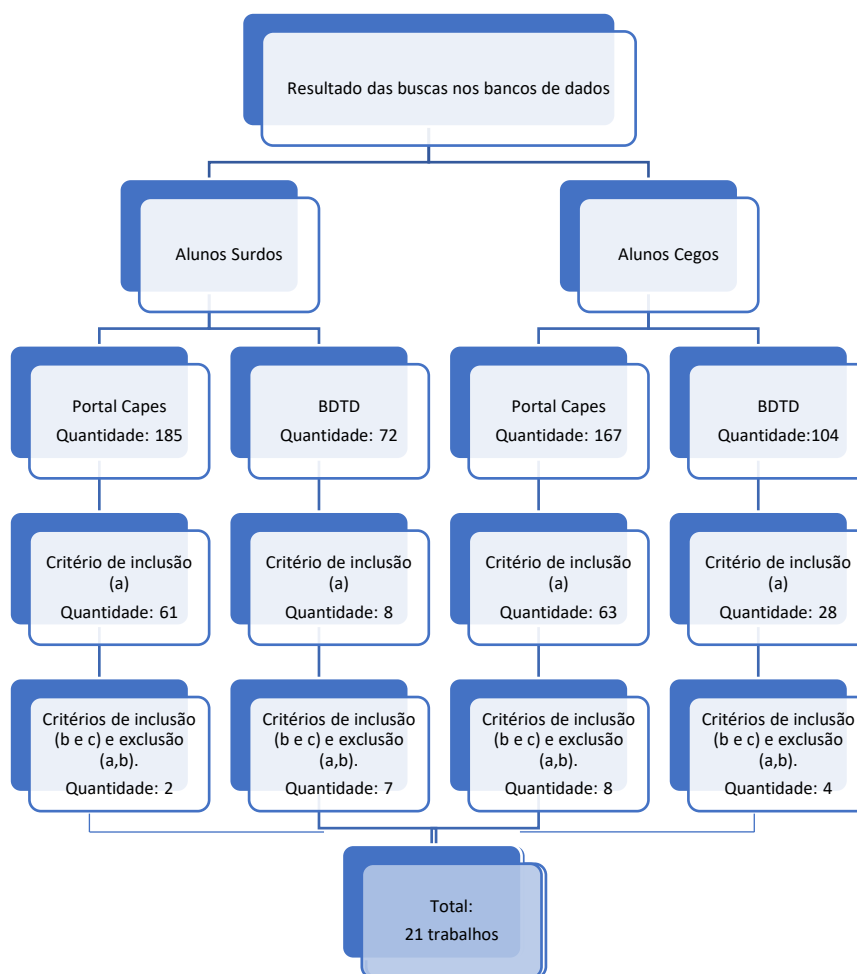 Resultado das buscas nos bancos de dados
Alunos Surdos
Alunos Cegos
Portal Capes
Quantidade: 185
BDTD
Quantidade: 72
Portal Capes
Quantidade: 167
BDTD
Quantidade:104
Critério de inclusão
(a)
Quantidade: 61
Critério de inclusão
(a)
Quantidade: 8
Critério de inclusão
(a)
Quantidade: 63
Critério de inclusão
(a)
Quantidade: 28
Critérios de inclusão
(b e c) e exclusão
(a,b).
Quantidade: 2
Critérios de inclusão
(b e c) e exclusão
(a,b).
Quantidade: 7
Critérios de inclusão
(b e c) e exclusão
(a,b).
Quantidade: 8
Critérios de inclusão
(b e c) e exclusão
(a,b).
Quantidade: 4
Total:
21 trabalhos